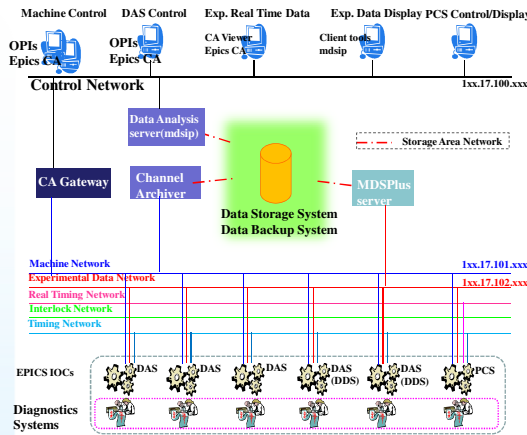 Machine Control
DAS Control
Exp. Real Time Data
Exp. Data Display
PCS Control/Display
OPIs
Epics CA
OPIs
Epics CA
CA Viewer
Epics CA
Client tools
mdsip
Control Network
1xx.17.100.xxx
Data Analysis
server(mdsip)
Storage Area Network
CA Gateway
Channel
Archiver
MDSPlus
server
Data Storage System
Data Backup System
Machine Network
1xx.17.101.xxx
Experimental Data Network
1xx.17.102.xxx
Real Timing Network
Interlock Network
Timing Network
EPICS IOCs
DAS
DAS
DAS
DAS
(DDS)
DAS
(DDS)
PCS
Diagnostics
Systems